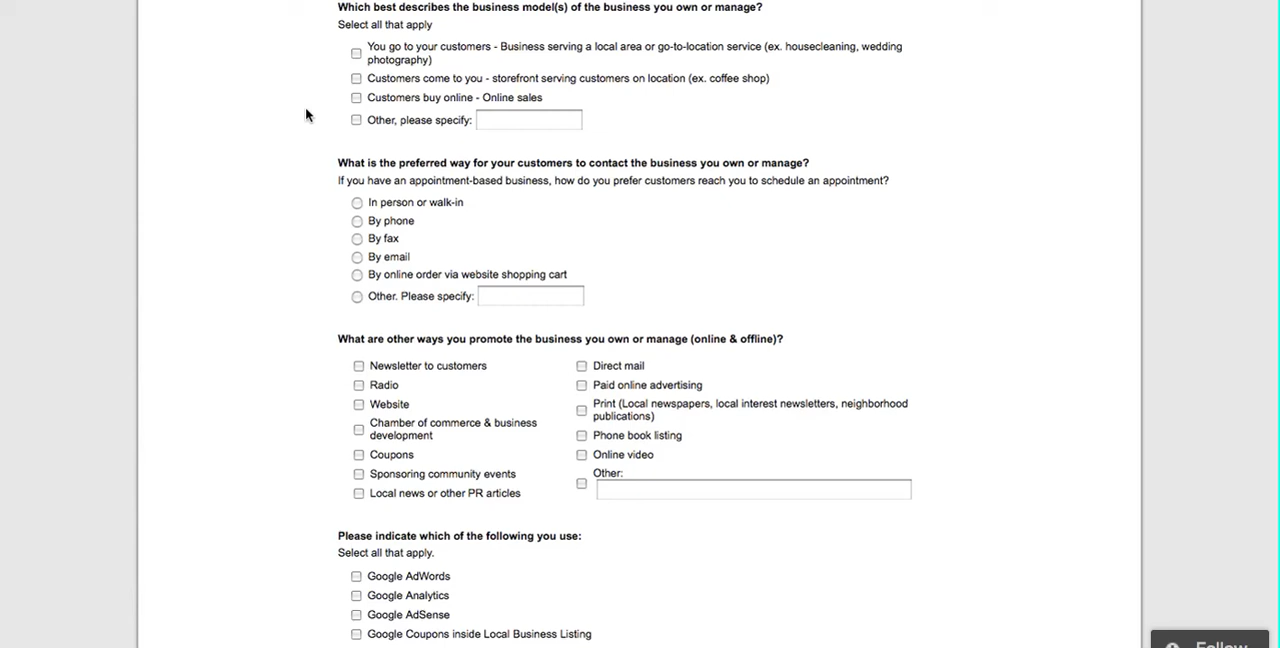 Which best describes the business model(s) of the business you own or manage?
Select all that apply
You go to your customers - Business serving a local area or go-to-location service (ex. housecleaning, wedding
photography)
Customers come to you - storefront serving customers on location (ex. coffee shop)
Customers buy online - Online sales
Other, please specify:
What is the preferred way for your customers to contact the business you own or manage?
If you have an appointment-based business, how do you prefer customers reach you to schedule an appointment?
In person or walk-in
By phone
By fax
By email
By online order via website shopping cart
Other. Please specify:
What are other ways you promote the business you own or manage (online & offline)?
Newsletter to customers
Radio
Website
Chamber of commerce & business
development
Coupons
Sponsoring community events
Local news or other PR articles
Direct mail
Paid online advertising
Print (Local newspapers, local interest newsletters, neighborhood
publications)
Phone book listing
Online video
Other:
Please indicate which of the following you use:
Select all that apply.
Google AdWords
Google Analytics
Google AdSense
Google Coupons inside Local Business Listing
Follow